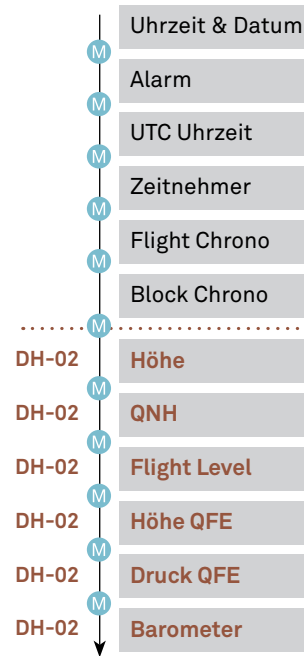 Uhrzeit & Datum
M
Alarm
M
UTC Uhrzeit
M
Zeitnehmer
M
Flight Chrono
M
Block Chrono
M
DH-02 Höhe
M
DH-02 QNH
M
DH-02 Flight Level
M
DH-02 Höhe QFE
M
DH-02 Druck QFE
M
DH-02 Barometer